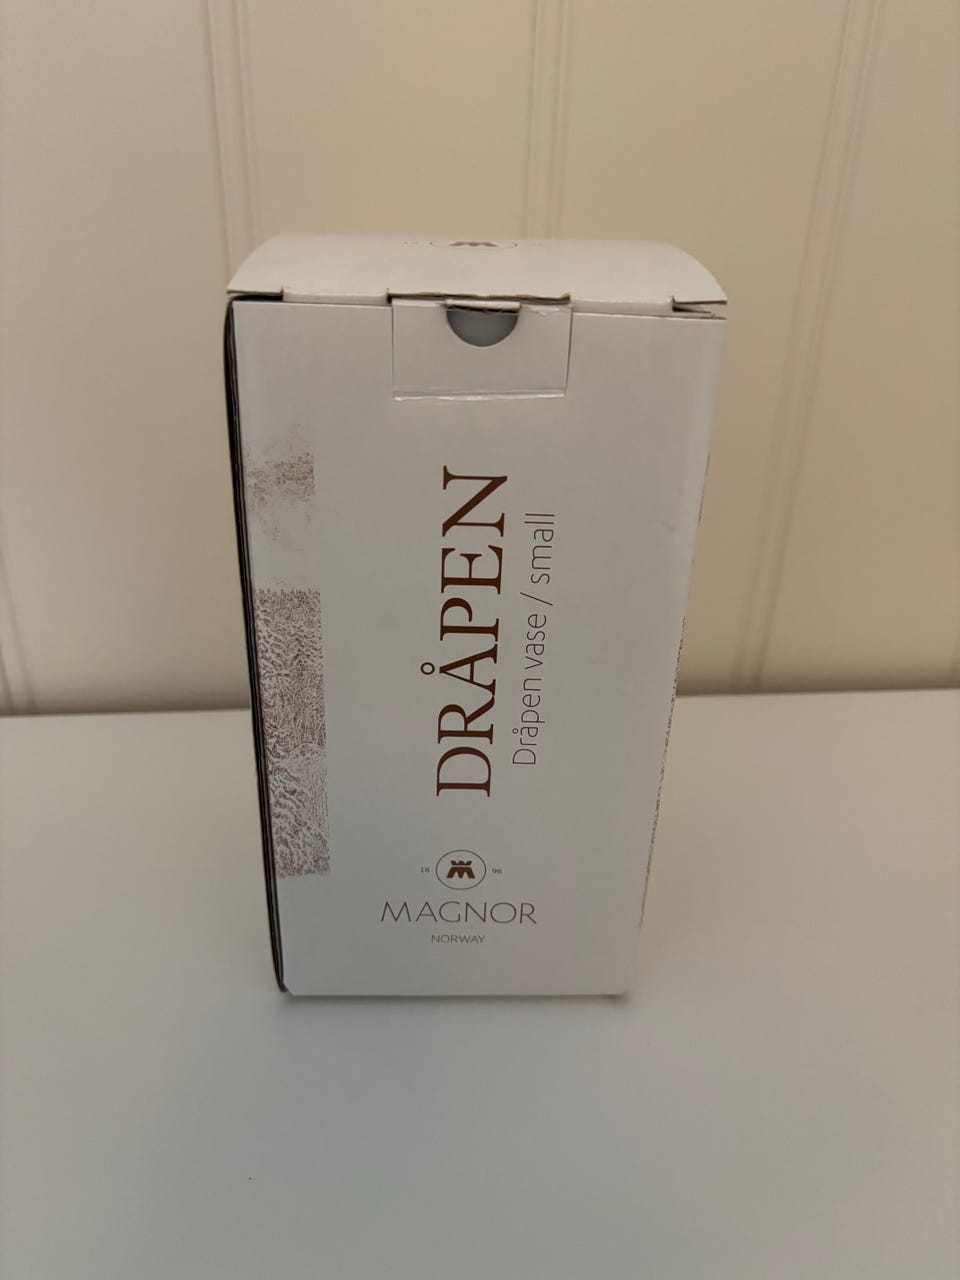 DRÅPEN
Dråpen vase / small
18 96
MAGNOR
NORWAY